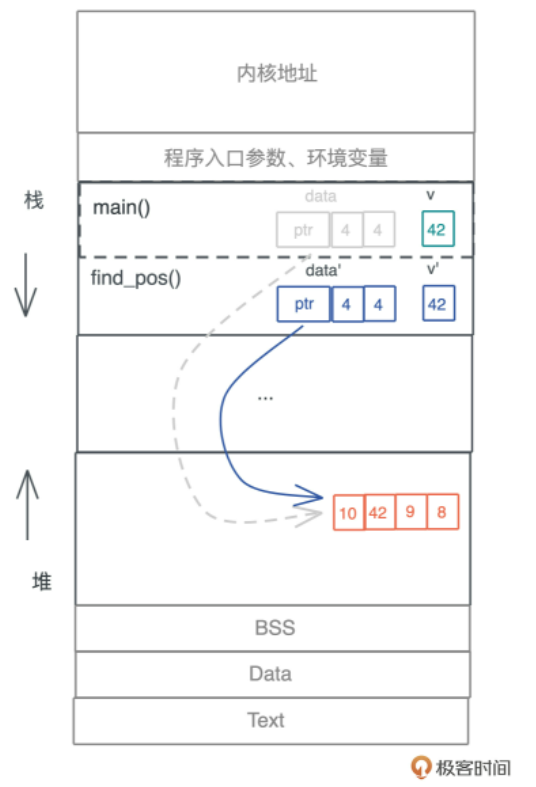 内核地址
程序入口参数、环境变量
栈
main()
data
v
ptr 4 4
42
find_pos()
data'
v'
ptr 4 4
42
...
10 42 9 8
堆
BSS
Data
Text
极客时间